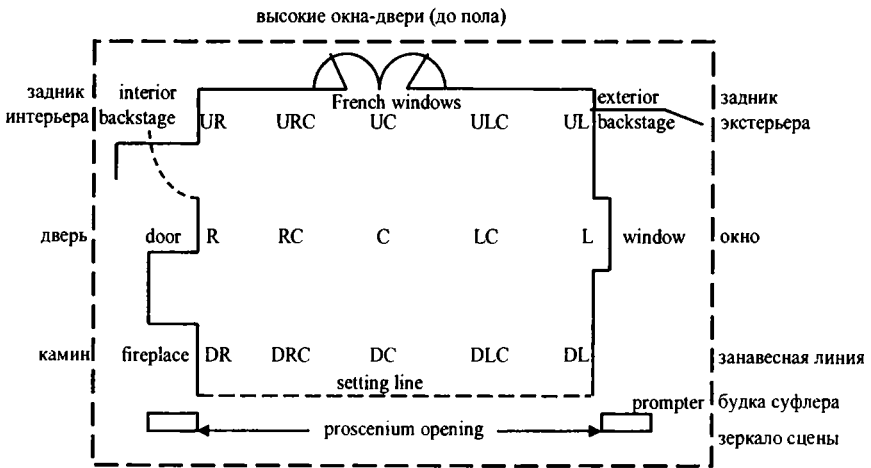 высокие окна-двери (до пола)
задник interior French windows exterior задник
интерьера backstage UR URC UC ULC UL backstage экстерьера
дверь door R RC C LC L window окно
камин fireplace DR DRC DC DLC DL занавесная линия
setting line
prompter будка суфлера
proscenium opening зеркало сцены